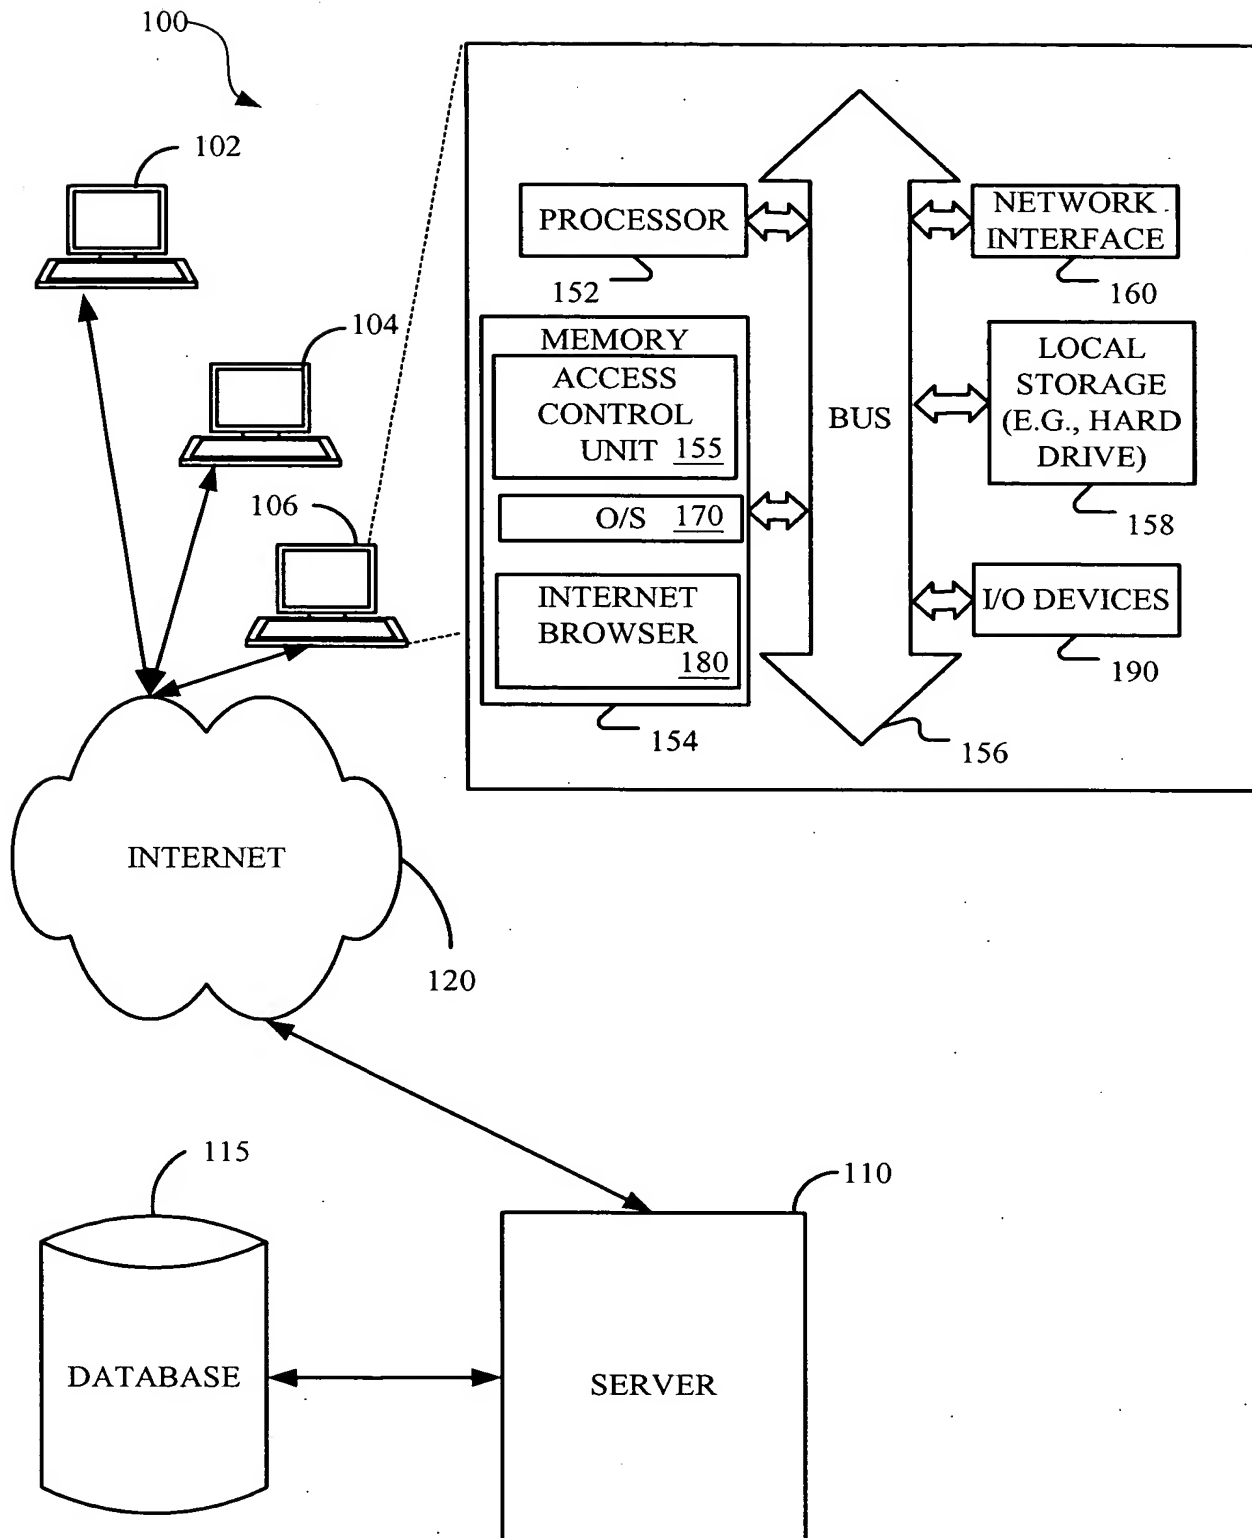 100
102
104
106
PROCESSOR
152
NETWORK
INTERFACE
160
MEMORY
ACCESS
CONTROL
UNIT 155
O/S 170
INTERNET
BROWSER
180
154
BUS
156
LOCAL
STORAGE
(E.G., HARD
DRIVE)
158
I/O DEVICES
190
INTERNET
120
115
110
DATABASE
SERVER